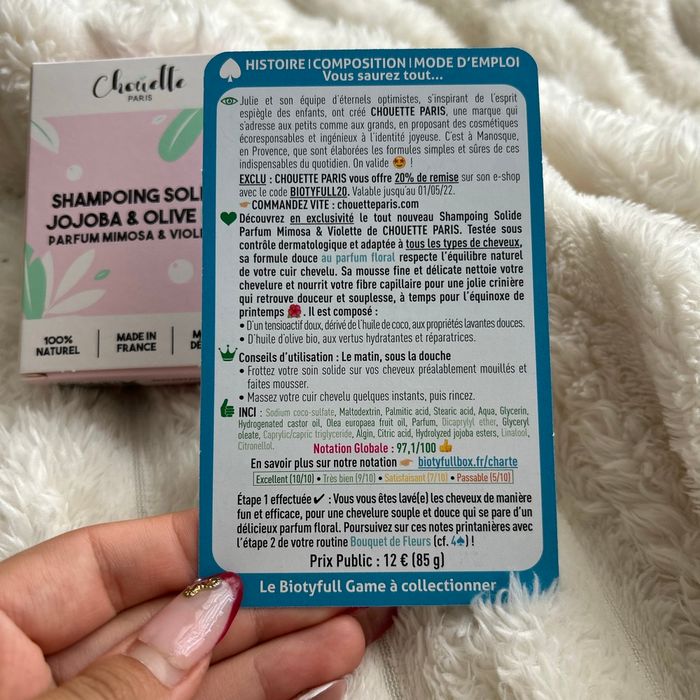 Chouette
PARIS
SHAMPOING SOLI
JOJOBA & OLIVE
PARFUM MIMOSA & VIOL
100%
NATUREL
MADE IN
FRANCE
M
DE
HISTOIRE | COMPOSITION | MODE D'EMPLOI
Vous saurez tout...
Julie et son équipe d'éternels optimistes, s'inspirant de l'esprit
espiègle des enfants, ont créé CHOUETTE PARIS, une marque qui
s'adresse aux petits comme aux grands, en proposant des cosmétiques
écoresponsables et ingénieux à l'identité joyeuse. C'est à Manosque,
en Provence, que sont élaborées les formules simples et sûres de ces
indispensables du quotidien. On valide 🤩 !
EXCLU : CHOUETTE PARIS vous offre 20% de remise sur son e-shop
avec le code BIOTYFULL20. Valable jusqu'au 01/05/22.
👉 COMMANDEZ VITE : chouetteparis.com
Découvrez en exclusivité le tout nouveau Shampoing Solide
Parfum Mimosa & Violette de CHOUETTE PARIS. Testée sous
contrôle dermatologique et adaptée à tous les types de cheveux,
sa formule douce au parfum floral respecte l'équilibre naturel
de votre cuir chevelu. Sa mousse fine et délicate nettoie votre
chevelure et nourrit votre fibre capillaire pour une jolie crinière
qui retrouve douceur et souplesse, à temps pour l'équinoxe de
printemps 🌺 . Il est composé :
• D'un tensioactif doux, dérivé de l'huile de coco, aux propriétés lavantes douces.
• D'huile d'olive bio, aux vertus hydratantes et réparatrices.
Conseils d'utilisation : Le matin, sous la douche
• Frottez votre soin solide sur vos cheveux préalablement mouillés et
faites mousser.
• Massez votre cuir chevelu quelques instants, puis rincez.
INCI : Sodium coco-sulfate, Maltodextrin, Palmitic acid, Stearic acid, Aqua, Glycerin,
Hydrogenated castor oil, Olea europaea fruit oil, Parfum, Dicaprylyl ether, Glyceryl
oleate, Caprylic/capric triglyceride, Algin, Citric acid, Hydrolyzed jojoba esters, Linalool,
Citronellol.
Notation Globale : 97,1/100 👍
En savoir plus sur notre notation 👉 biotyfullbox.fr/charte
Excellent (10/10) • Très bien (9/10) • Satisfaisant (7/10) • Passable (5/10)
Étape 1 effectuée ✔ : Vous vous êtes lavé(e) les cheveux de manière
fun et efficace, pour une chevelure souple et douce qui se pare d'un
délicieux parfum floral. Poursuivez sur ces notes printanières avec
l'étape 2 de votre routine Bouquet de Fleurs (cf. 4♠) !
Prix Public : 12 € (85 g)
Le Biotyfull Game à collectionner